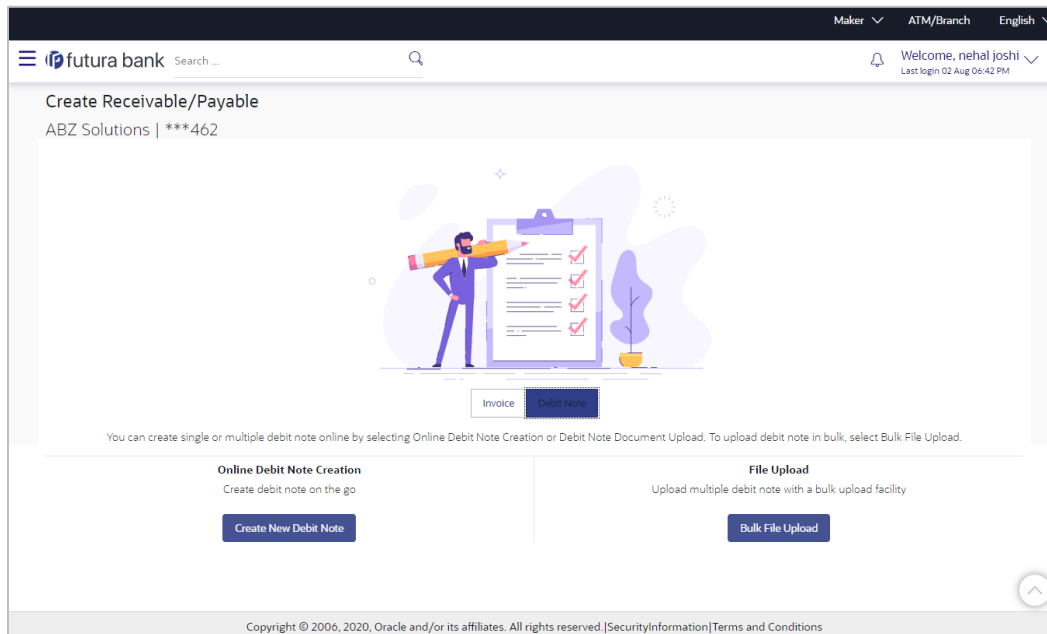 Maker ATM/Branch English
futura bank Search ... Welcome, nehal joshi
Last login 02 Aug 06:42 PM
Create Receivable/Payable
ABZ Solutions | ***462
Invoice Debit Note
You can create single or multiple debit note online by selecting Online Debit Note Creation or Debit Note Document Upload. To upload debit note in bulk, select Bulk File Upload.
Online Debit Note Creation File Upload
Create debit note on the go Upload multiple debit note with a bulk upload facility
Create New Debit Note Bulk File Upload
Copyright © 2006, 2020, Oracle and/or its affiliates. All rights reserved.|SecurityInformation|Terms and Conditions